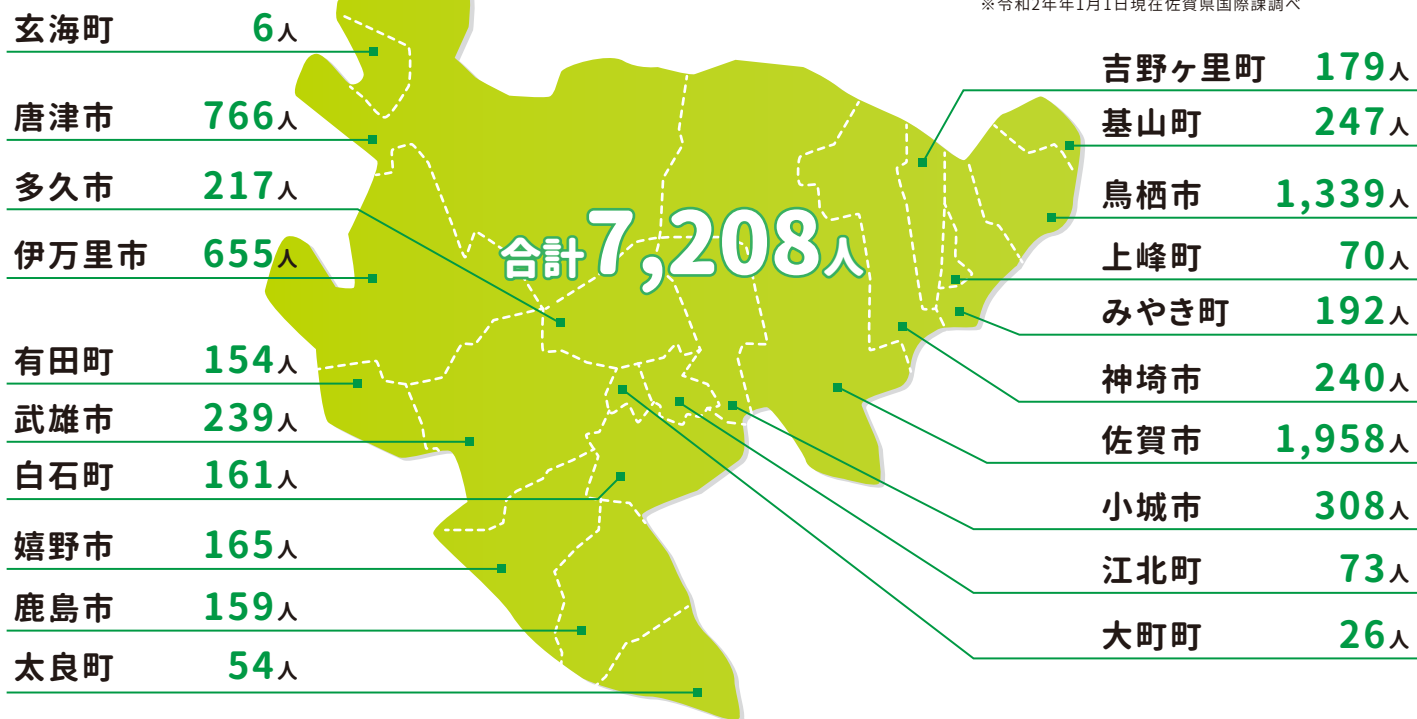 ※令和2年年1月1日現在佐賀県国際課調べ
玄海町 6人
唐津市 766人
多久市 217人
伊万里市 655人
有田町 154人
武雄市 239人
白石町 161人
嬉野市 165人
鹿島市 159人
太良町 54人
合計7,208人
吉野ヶ里町 179人
基山町 247人
鳥栖市 1,339人
上峰町 70人
みやき町 192人
神埼市 240人
佐賀市 1,958人
小城市 308人
江北町 73人
大町町 26人